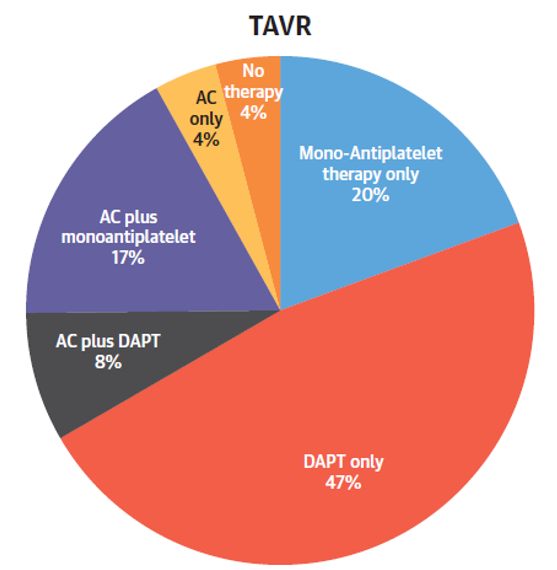 TAVR
No
therapy
4%
AC
only
4%
Mono-Antiplatelet
therapy only
20%
AC plus
monoantiplatelet
17%
AC plus DAPT
8%
DAPT only
47%